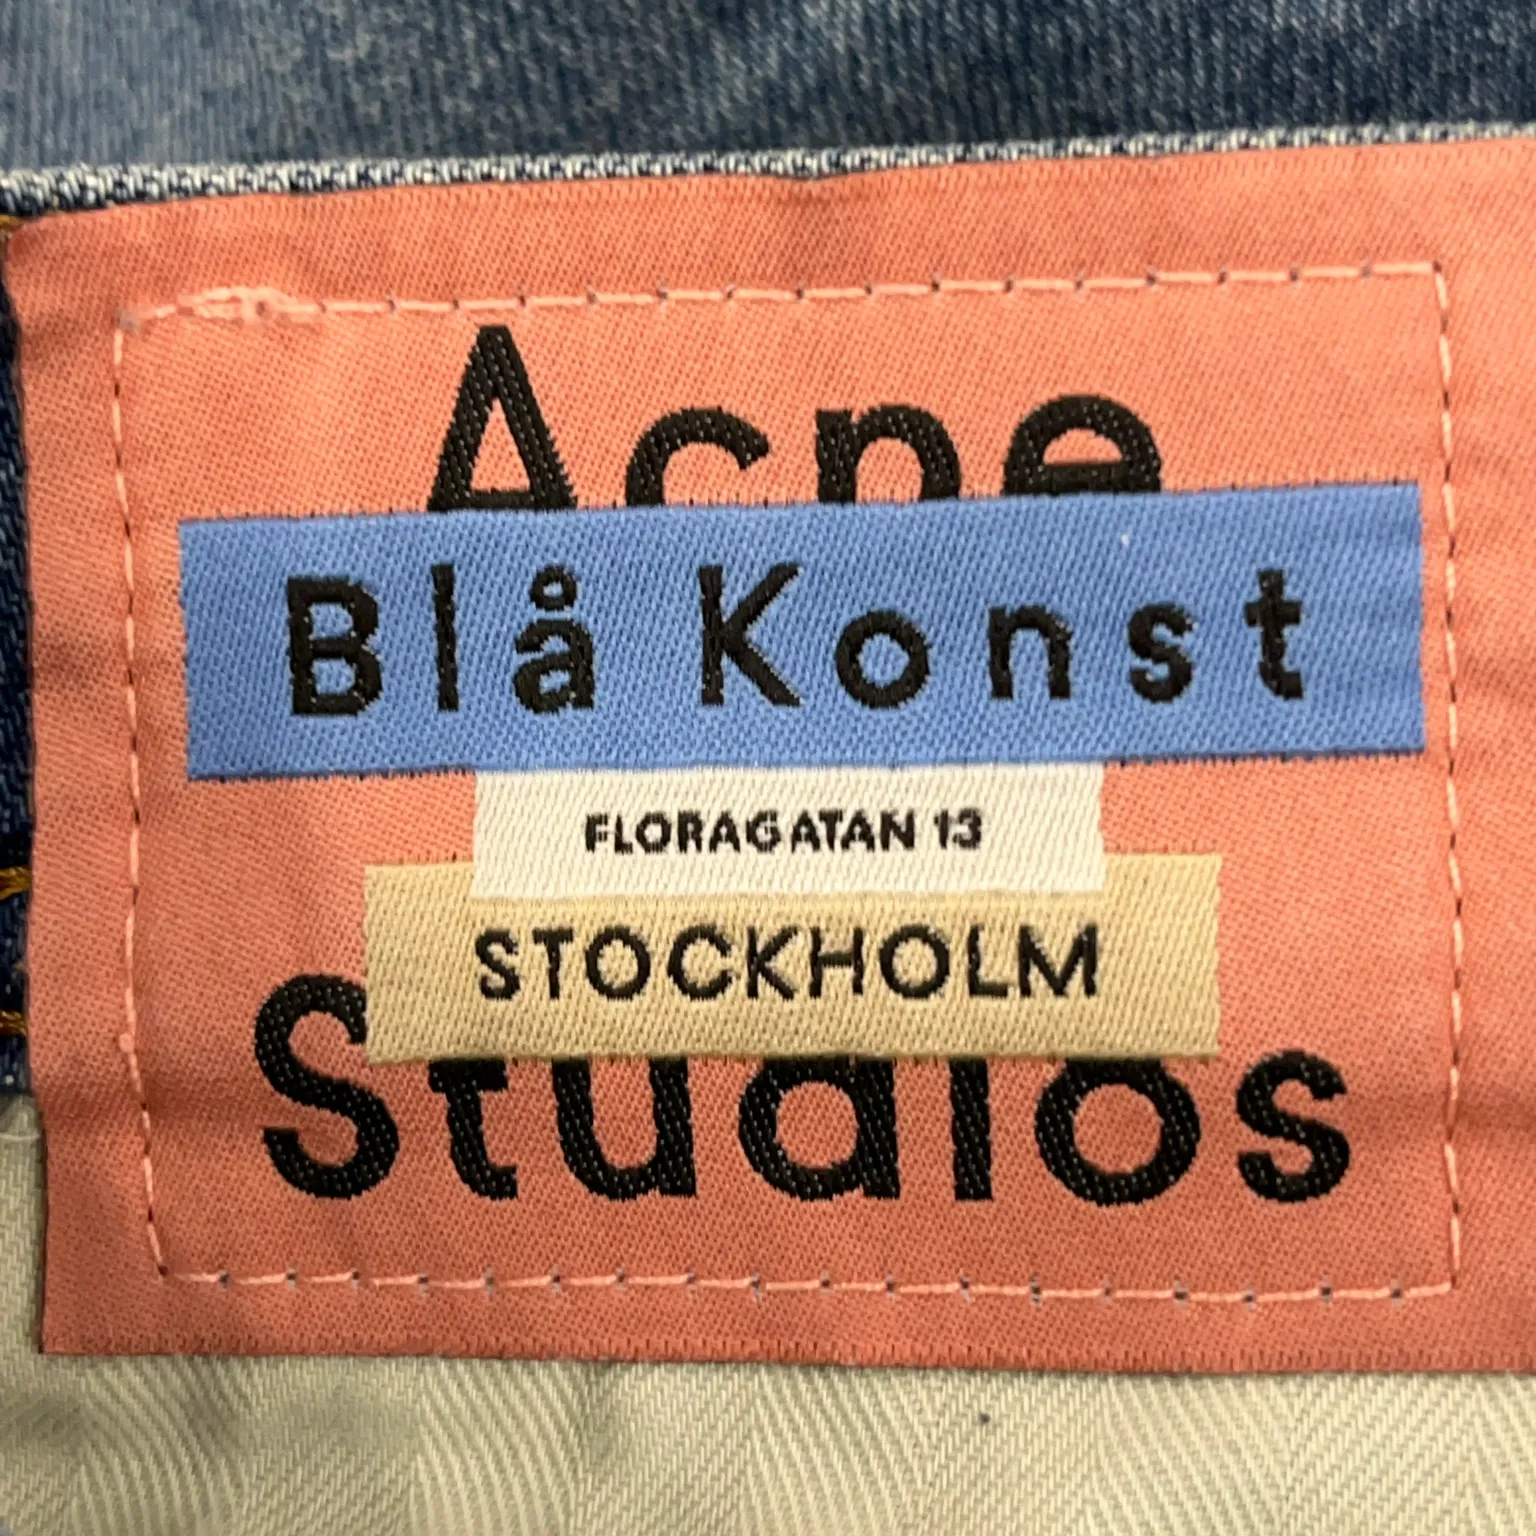 Acne
Blå Konst
FLORAGATAN 13
STOCKHOLM
Studios